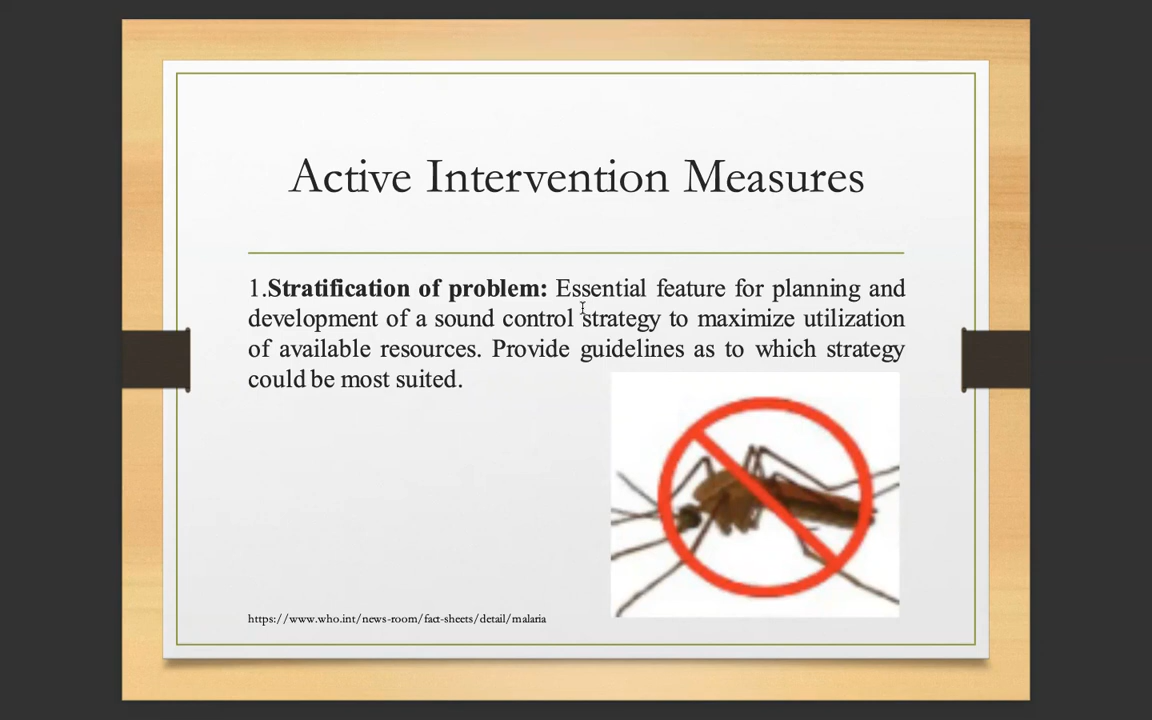 Active Intervention Measures
1.Stratification of problem: Essential feature for planning and
development of a sound control strategy to maximize utilization
of available resources. Provide guidelines as to which strategy
could be most suited.
https://www.who.int/news-room/fact-sheets/detail/malaria